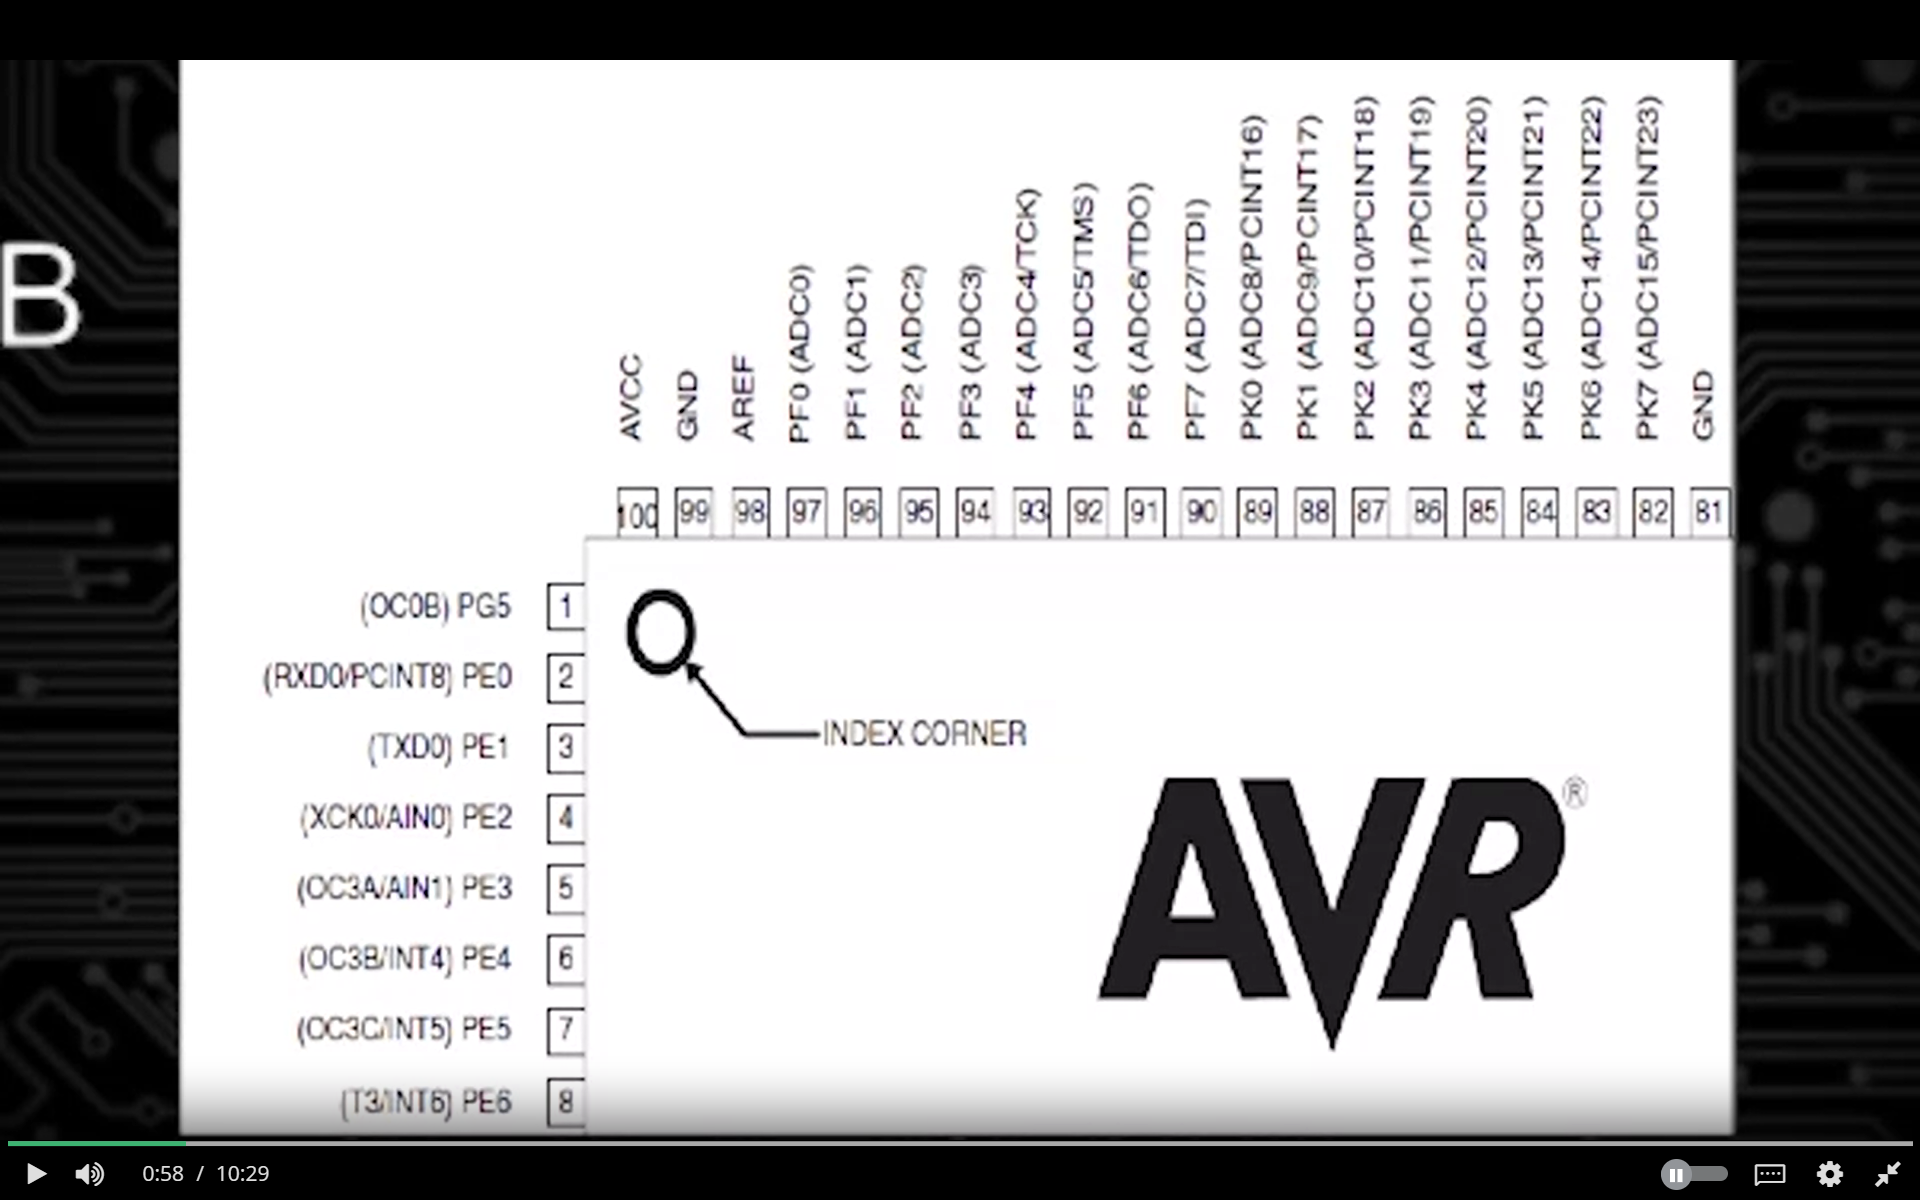 B
AVCC
GND
AREF
PF0 (ADC0)
PF1 (ADC1)
PF2 (ADC2)
PF3 (ADC3)
PF4 (ADC4/TCK)
PF5 (ADC5/TMS)
PF6 (ADC6/TDO)
PF7 (ADC7/TDI)
PK0 (ADC8/PCINT16)
PK1 (ADC9/PCINT17)
PK2 (ADC10/PCINT18)
PK3 (ADC11/PCINT19)
PK4 (ADC12/PCINT20)
PK5 (ADC13/PCINT21)
PK6 (ADC14/PCINT22)
PK7 (ADC15/PCINT23)
GND
100 99 98 97 96 95 94 93 92 91 90 89 88 87 86 85 84 83 82 81
(OC0B) PG5 1
(RXD0/PCINT8) PE0 2
(TXD0) PE1 3
(XCK0/AIN0) PE2 4
(OC3A/AIN1) PE3 5
(OC3B/INT4) PE4 6
(OC3C/INT5) PE5 7
(T3/INT6) PE6 8
INDEX CORNER
AVR®
0:58 / 10:29